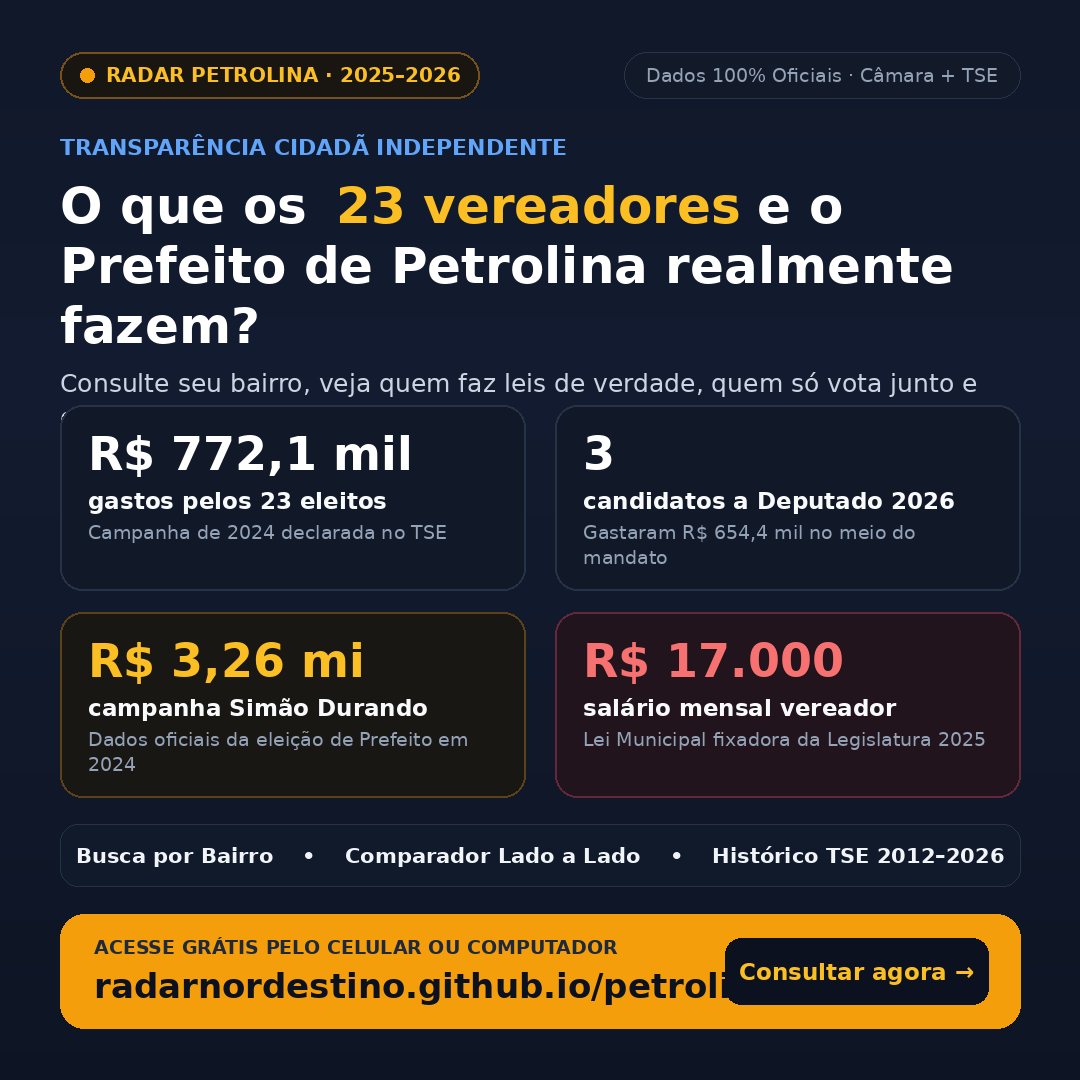 RADAR PETROLINA · 2025–2026
Dados 100% Oficiais · Câmara + TSE
TRANSPARÊNCIA CIDADÃ INDEPENDENTE
O que os 23 vereadores e o
Prefeito de Petrolina realmente
fazem?
Consulte seu bairro, veja quem faz leis de verdade, quem só vota junto e
R$ 772,1 mil
gastos pelos 23 eleitos
Campanha de 2024 declarada no TSE
3
candidatos a Deputado 2026
Gastaram R$ 654,4 mil no meio do
mandato
R$ 3,26 mi
campanha Simão Durando
Dados oficiais da eleição de Prefeito em
2024
R$ 17.000
salário mensal vereador
Lei Municipal fixadora da Legislatura 2025
Busca por Bairro • Comparador Lado a Lado • Histórico TSE 2012–2026
ACESSE GRÁTIS PELO CELULAR OU COMPUTADOR
radarnordestino.github.io/petroli
Consultar agora →